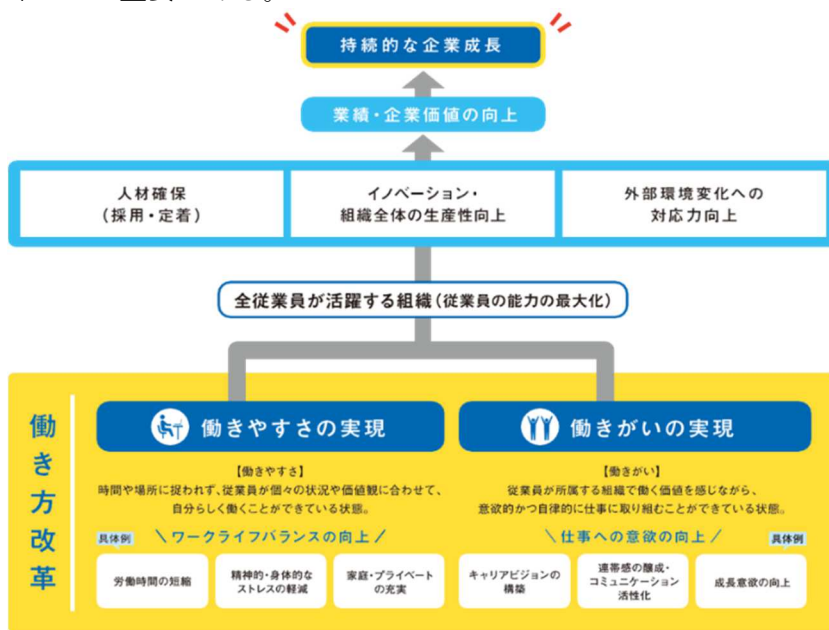 持続的な企業成長
業績・企業価値の向上
人材確保
(採用・定着)
イノベーション・
組織全体の生産性向上
外部環境変化への
対応力向上
全従業員が活躍する組織(従業員の能力の最大化)
働き方改革
働きやすさの実現
【働きやすさ】
時間や場所に捉われず、従業員が個々の状況や価値観に合わせて、
自分らしく働くことができている状態。
具体例
ワークライフバランスの向上
労働時間の短縮
精神的・身体的な
ストレスの軽減
家庭・プライベート
の充実
働きがいの実現
【働きがい】
従業員が所属する組織で働く価値を感じながら、
意欲的かつ自律的に仕事に取り組むことができている状態。
仕事への意欲の向上
具体例
キャリアビジョンの
構築
連帯感の醸成・
コミュニケーション
活性化
成長意欲の向上